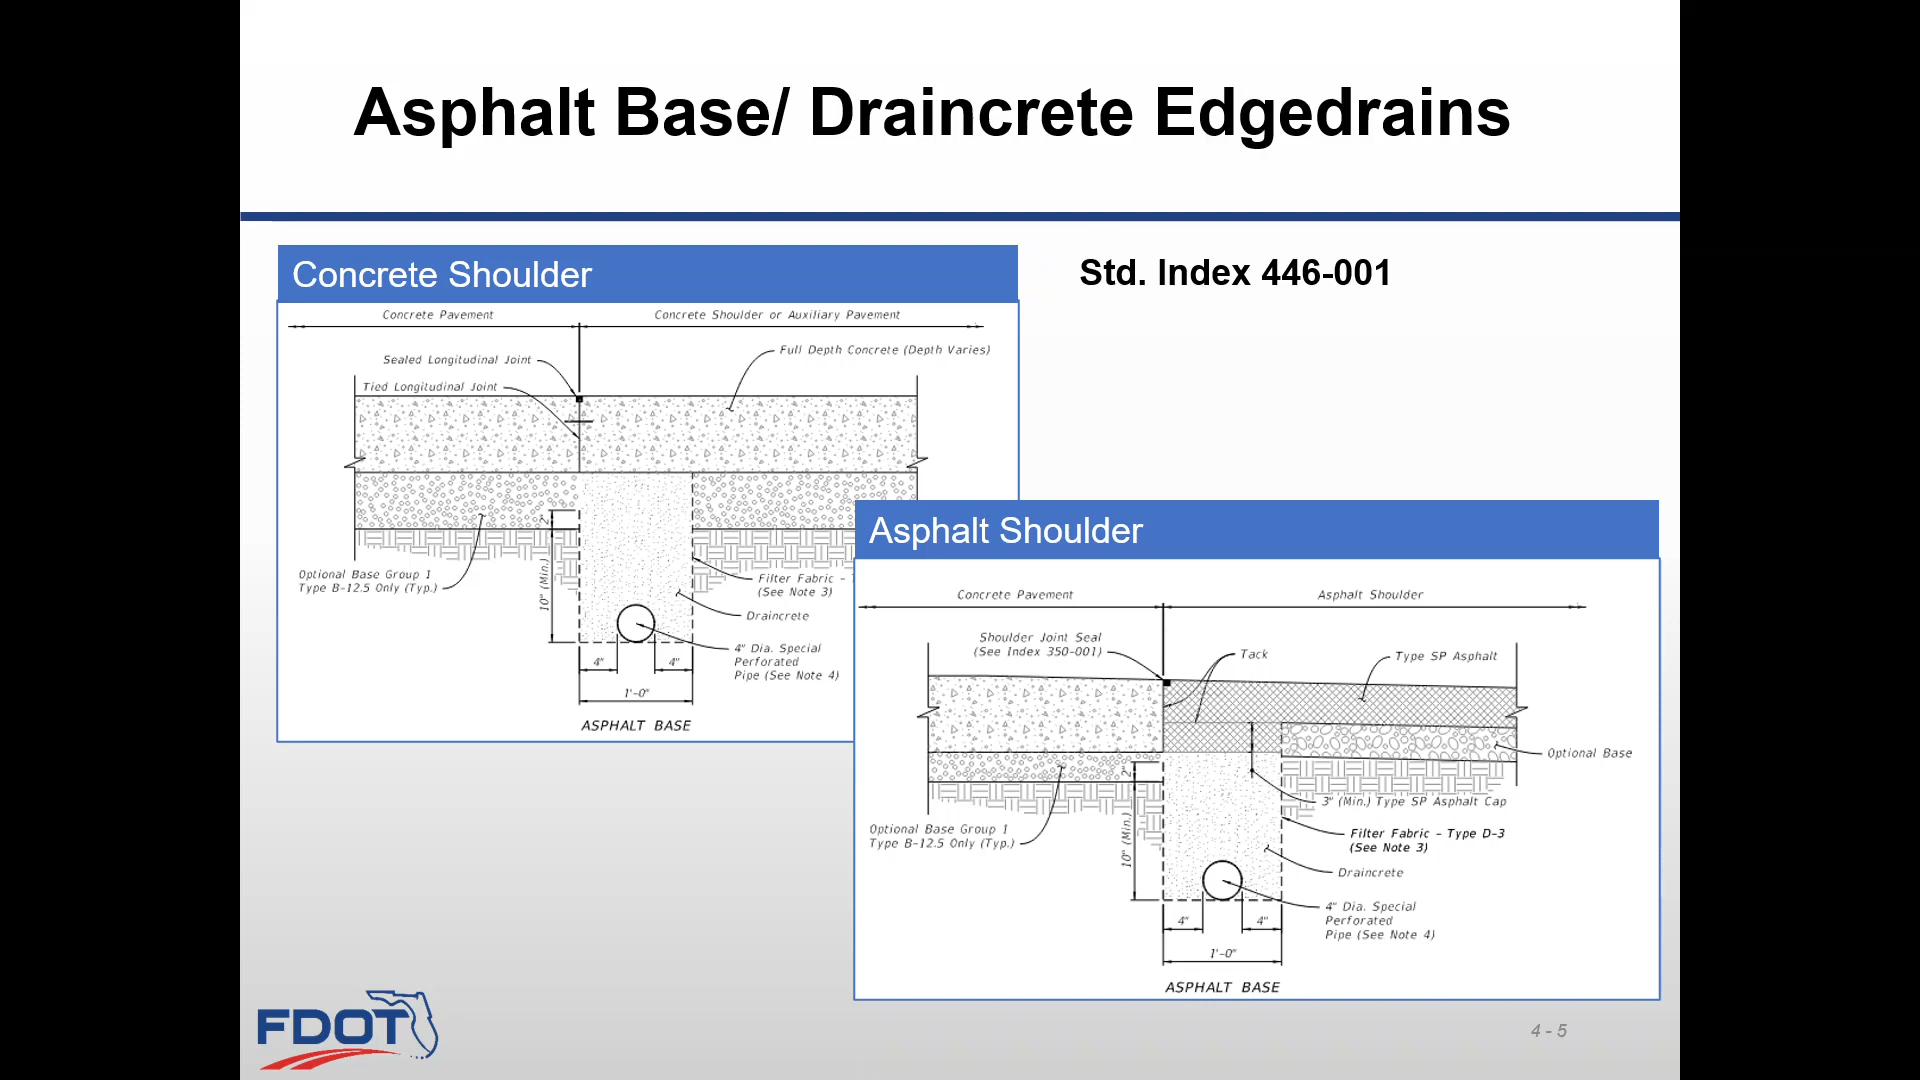 Asphalt Base/ Draincrete Edgedrains
Concrete Shoulder
Std. Index 446-001
Concrete Pavement
Concrete Shoulder or Auxiliary Pavement
Full Depth Concrete (Depth Varies)
Sealed Longitudinal Joint
Tied Longitudinal Joint
2"
10" (Min.)
Optional Base Group 1
Type B-12.5 Only (Typ.)
Filter Fabric -
(See Note 3)
Draincrete
4" Dia. Special
Perforated
Pipe (See Note 4)
4"
4"
1'-0"
ASPHALT BASE
Asphalt Shoulder
Concrete Pavement
Asphalt Shoulder
Shoulder Joint Seal
(See Index 350-001)
Tack
Type SP Asphalt
Optional Base
2"
10" (Min.)
3" (Min.) Type SP Asphalt Cap
Optional Base Group 1
Type B-12.5 Only (Typ.)
Filter Fabric - Type D-3
(See Note 3)
Draincrete
4" Dia. Special
Perforated
Pipe (See Note 4)
4"
4"
1'-0"
ASPHALT BASE
FDOT
4 - 5